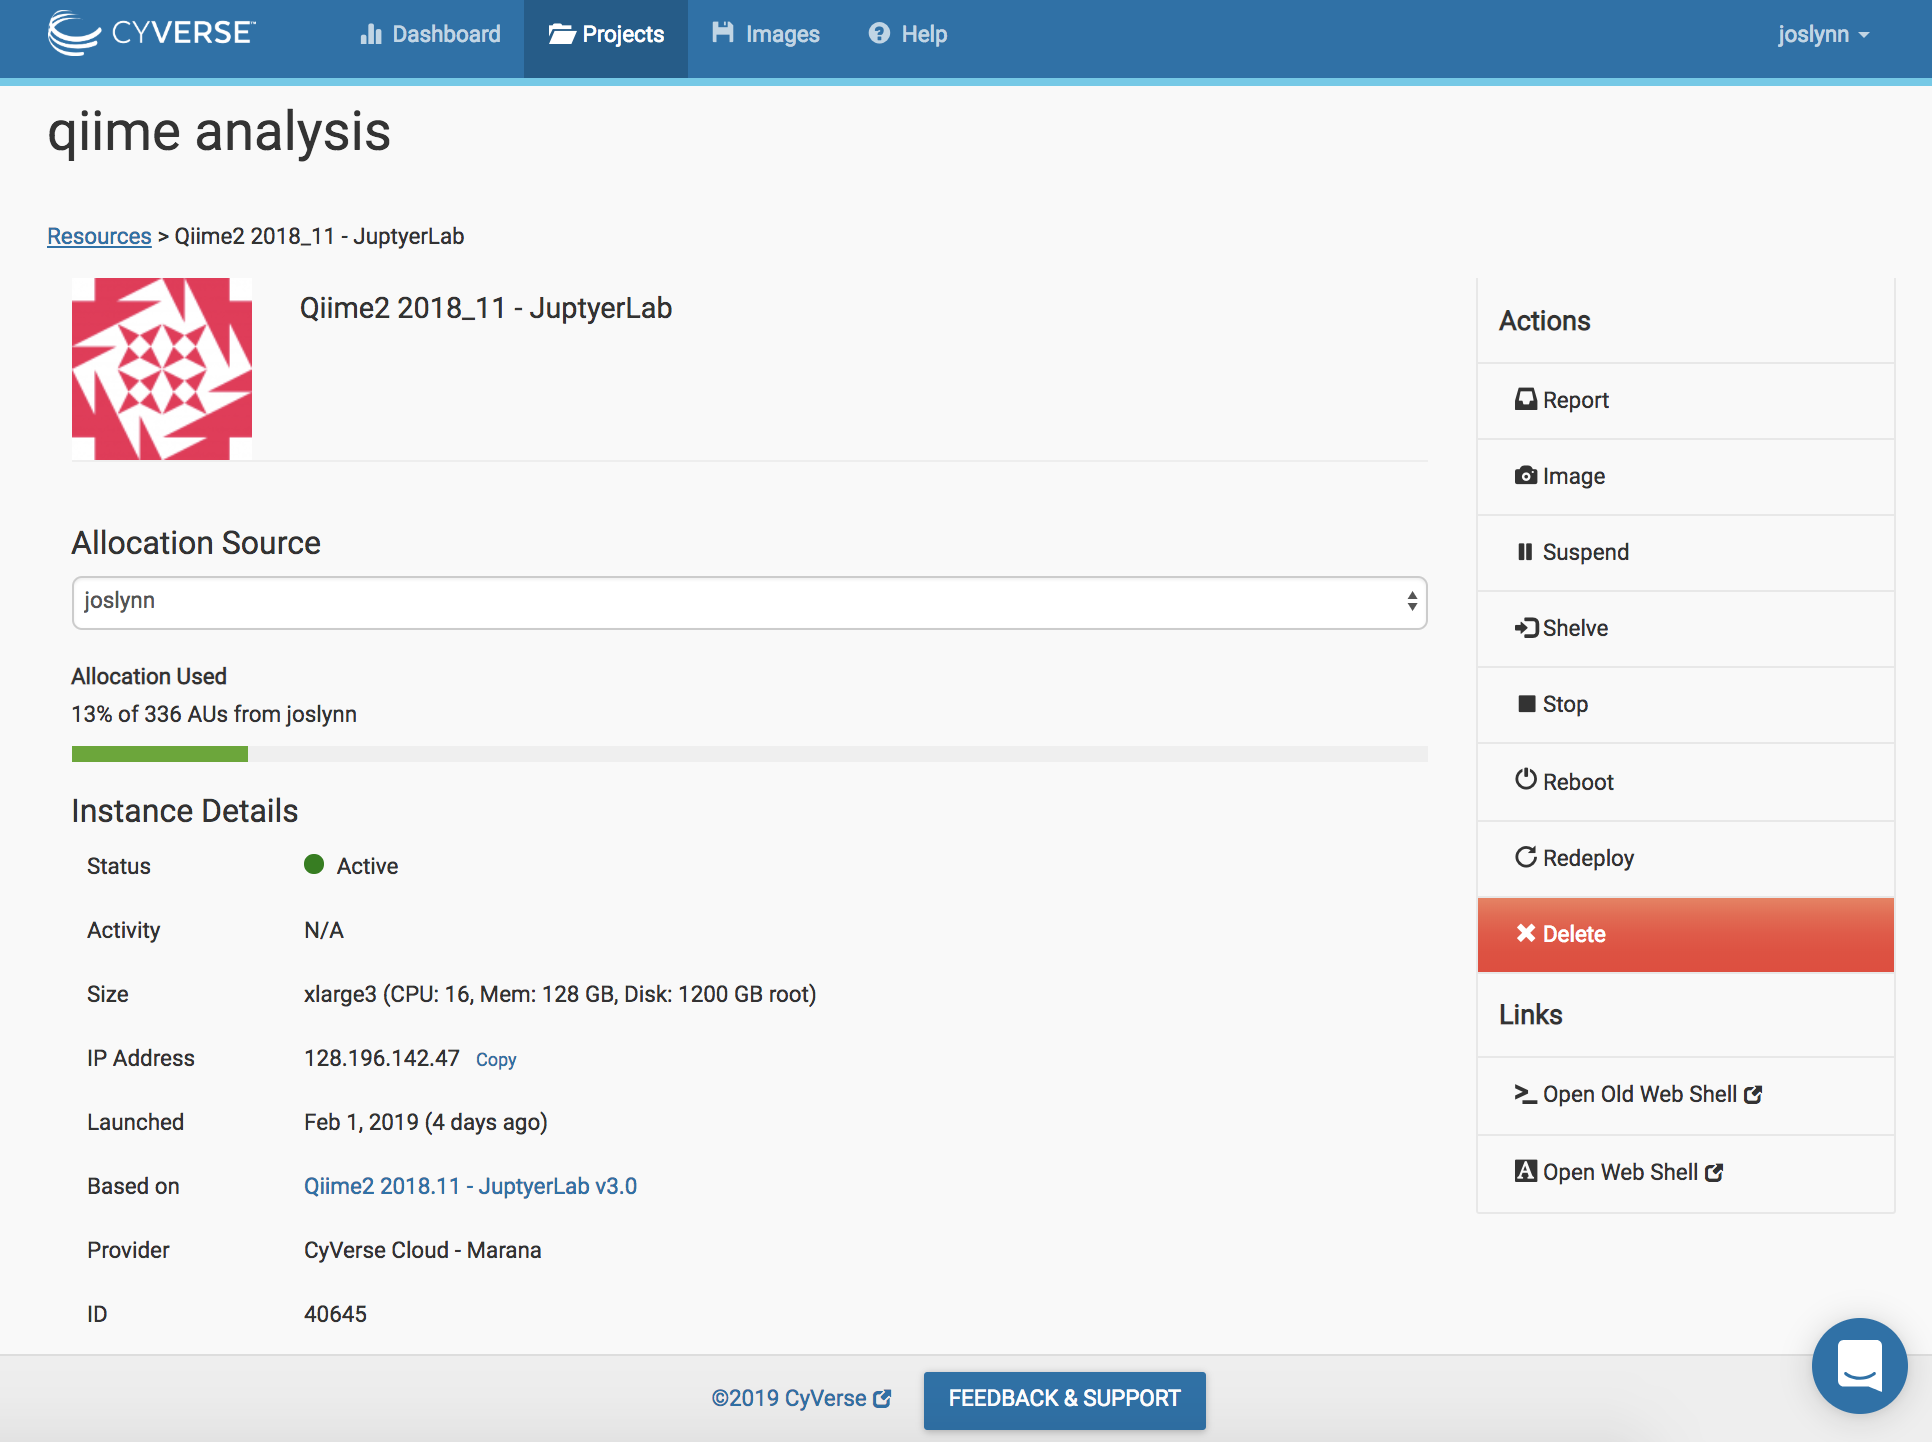 CYVERSE™
Dashboard
Projects
Images
Help
joslynn
qiime analysis
Resources > Qiime2 2018_11 - JuptyerLab
Qiime2 2018_11 - JuptyerLab
Allocation Source
joslynn
Allocation Used
13% of 336 AUs from joslynn
Instance Details
Status Active
Activity N/A
Size xlarge3 (CPU: 16, Mem: 128 GB, Disk: 1200 GB root)
IP Address 128.196.142.47 Copy
Launched Feb 1, 2019 (4 days ago)
Based on Qiime2 2018.11 - JuptyerLab v3.0
Provider CyVerse Cloud - Marana
ID 40645
Actions
Report
Image
Suspend
Shelve
Stop
Reboot
Redeploy
Delete
Links
Open Old Web Shell
Open Web Shell
©2019 CyVerse
FEEDBACK & SUPPORT